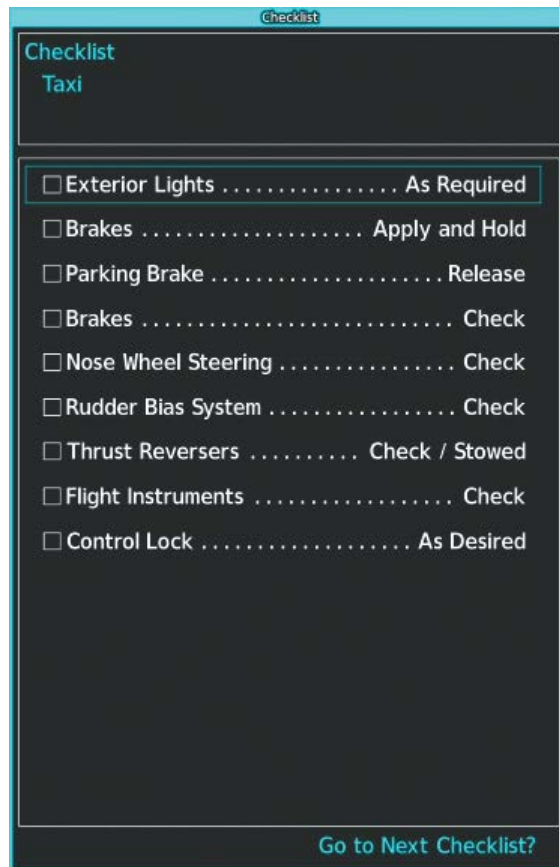 Checklist
Checklist
Taxi
Exterior Lights ................ As Required
Brakes .................... Apply and Hold
Parking Brake ..................... Release
Brakes ............................ Check
Nose Wheel Steering ................ Check
Rudder Bias System ................. Check
Thrust Reversers .......... Check / Stowed
Flight Instruments .................. Check
Control Lock ................... As Desired
Go to Next Checklist?